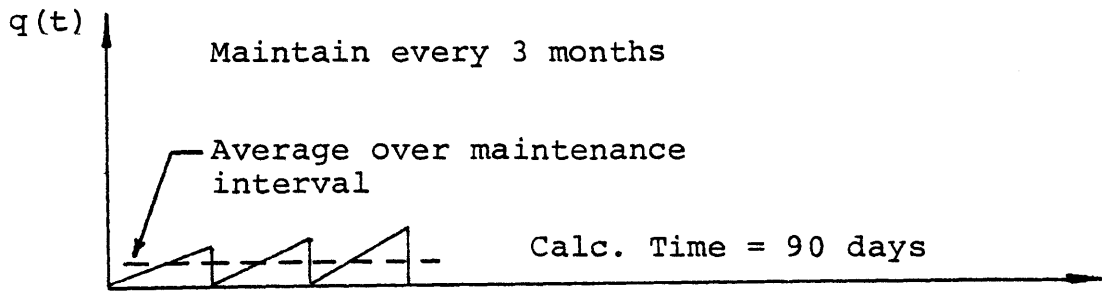 q(t)
Maintain every 3 months
Average over maintenance
interval
Calc. Time = 90 days